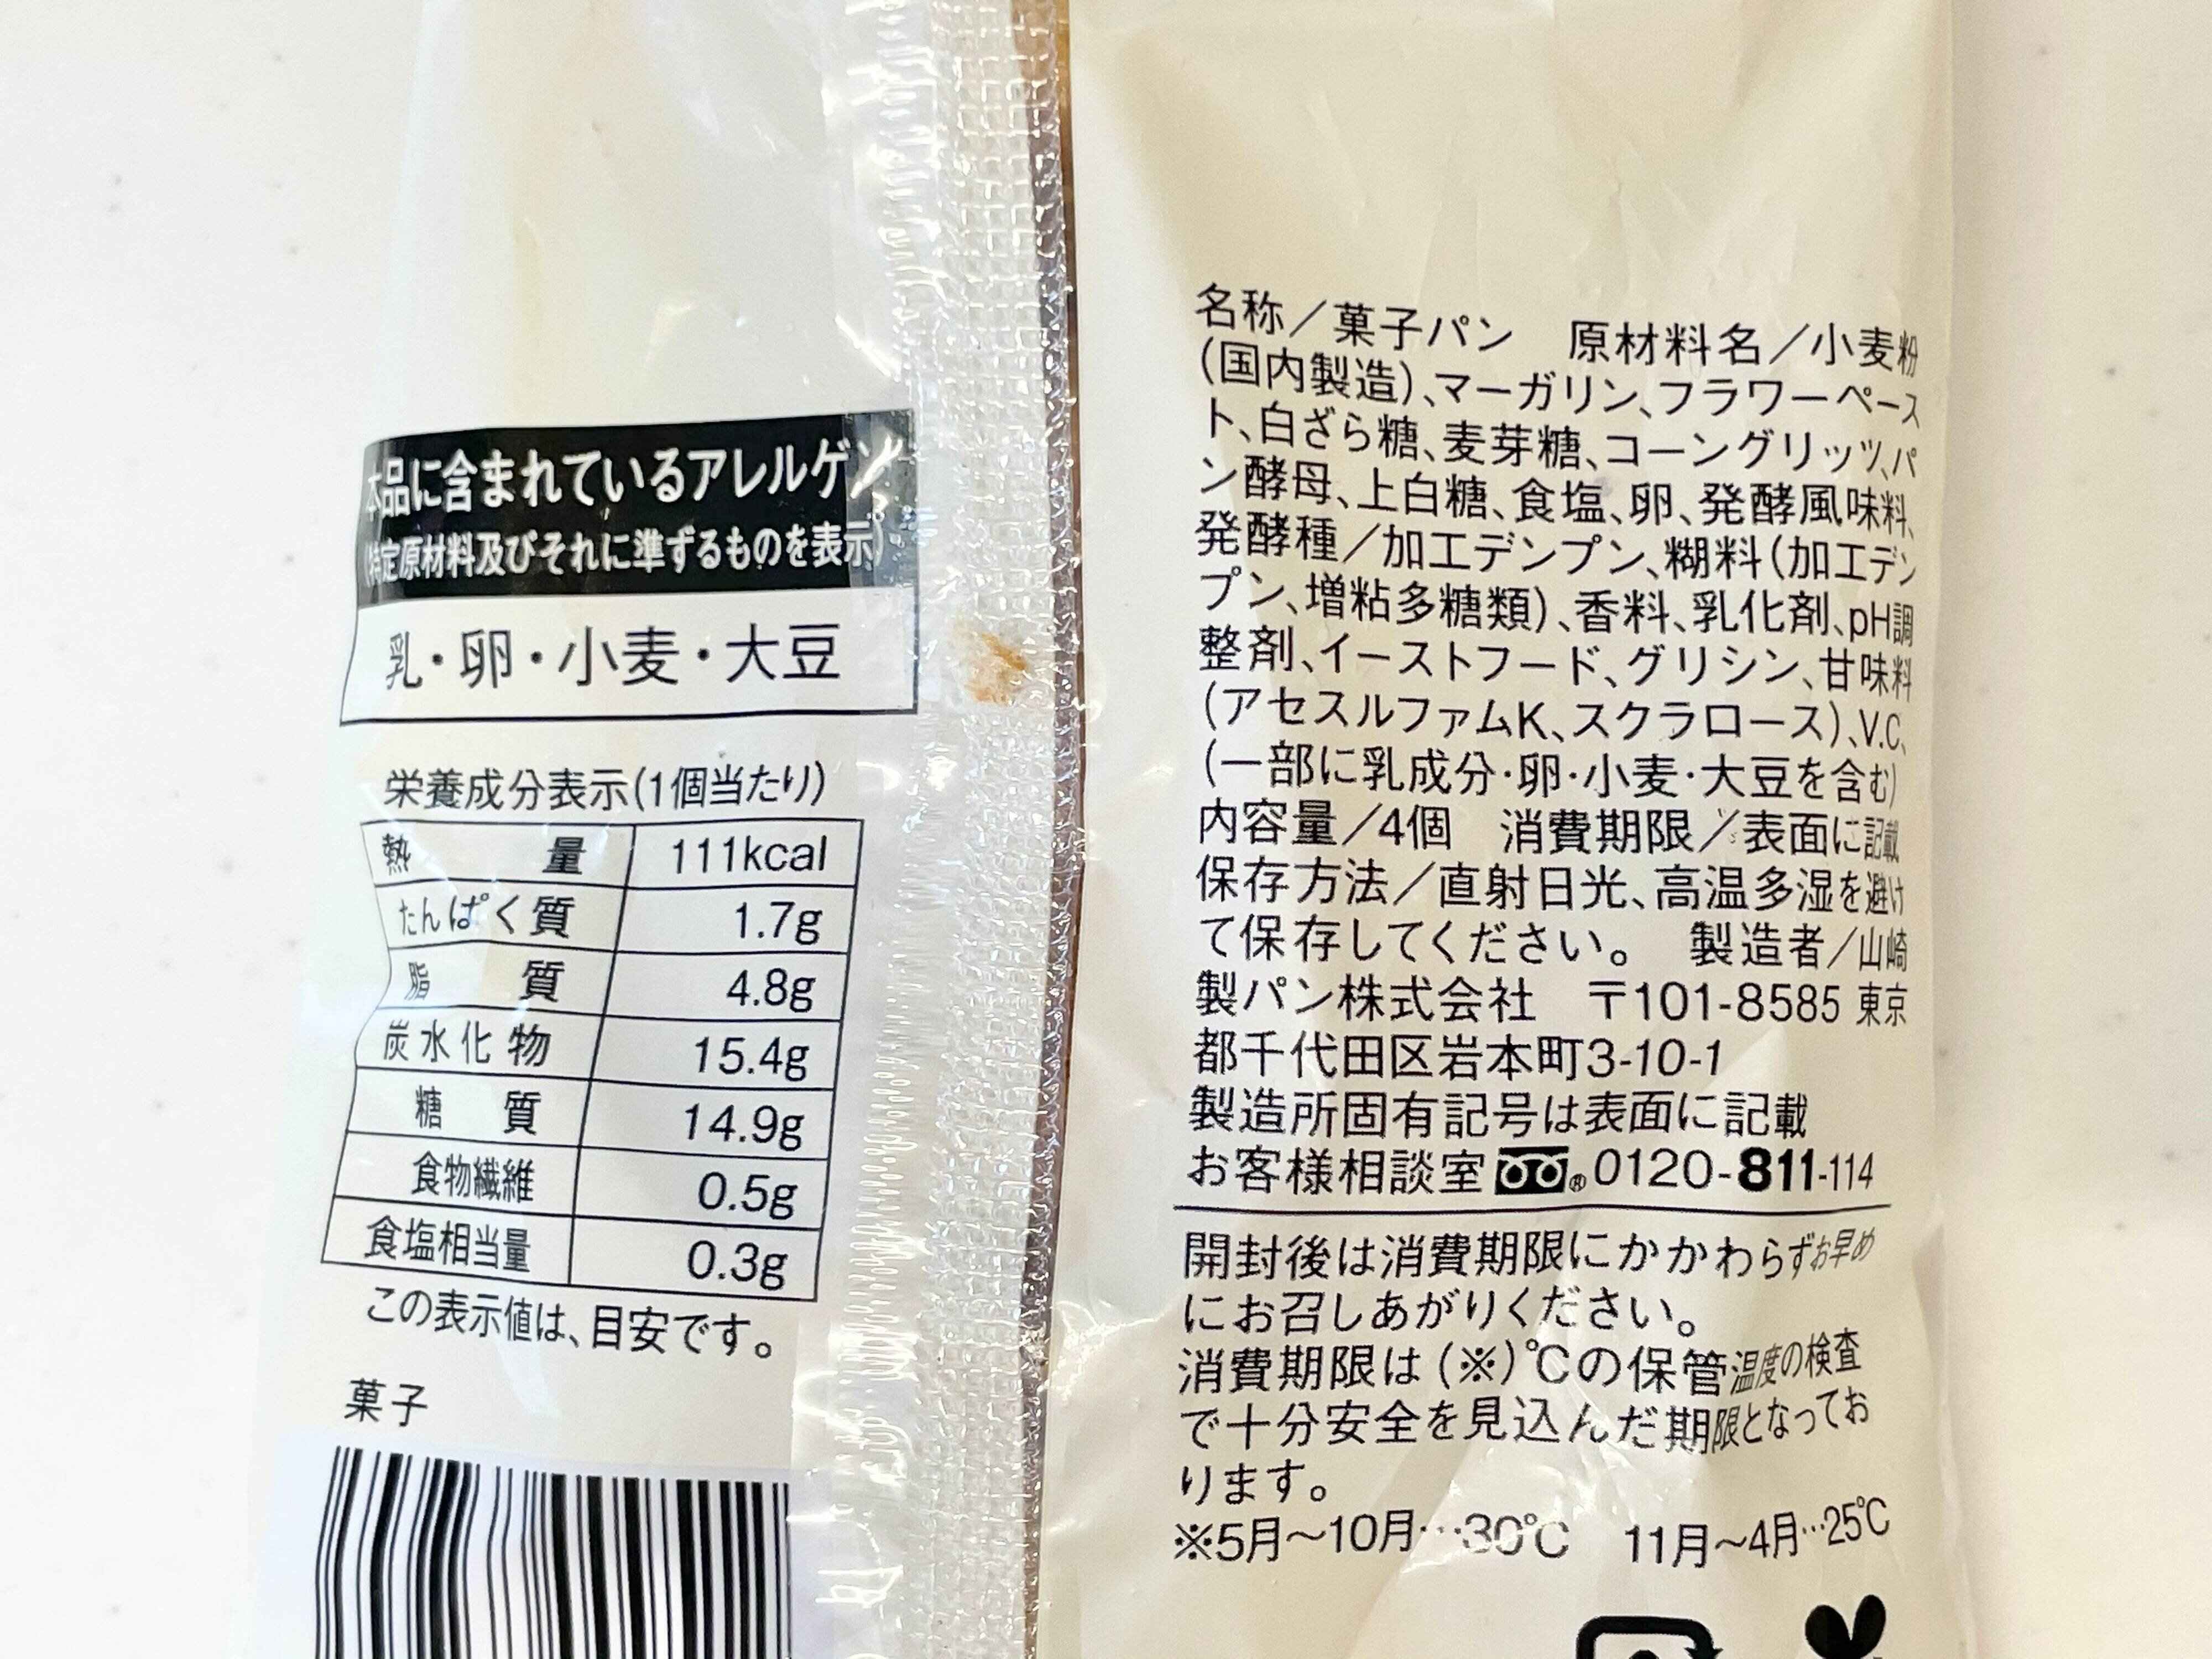 本品に含まれているアレルゲン
(特定原材料及びそれに準ずるものを表示)
乳・卵・小麦・大豆
栄養成分表示(1個当たり)
熱量 111kcal
たんぱく質 1.7g
脂質 4.8g
炭水化物 15.4g
糖質 14.9g
食物繊維 0.5g
食塩相当量 0.3g
この表示値は、目安です。
菓子
名称／菓子パン　原材料名／小麦粉
(国内製造)、マーガリン、フラワーペース
ト、白ざら糖、麦芽糖、コーングリッツ、パ
ン酵母、上白糖、食塩、卵、発酵風味料、
発酵種／加工デンプン、糊料(加工デン
プン、増粘多糖類)、香料、乳化剤、pH調
整剤、イーストフード、グリシン、甘味料
(アセスルファムK、スクラロース)、V.C、
(一部に乳成分・卵・小麦・大豆を含む)
内容量／4個　消費期限／表面に記載
保存方法／直射日光、高温多湿を避け
て保存してください。　製造者／山崎
製パン株式会社　〒101-8585 東京
都千代田区岩本町3-10-1
製造所固有記号は表面に記載
お客様相談室 ® 0120-811-114
開封後は消費期限にかかわらずお早め
にお召しあがりください。
消費期限は(※)℃の保管温度の検査
で十分安全を見込んだ期限となってお
ります。
※5月～10月…30℃　11月～4月…25℃